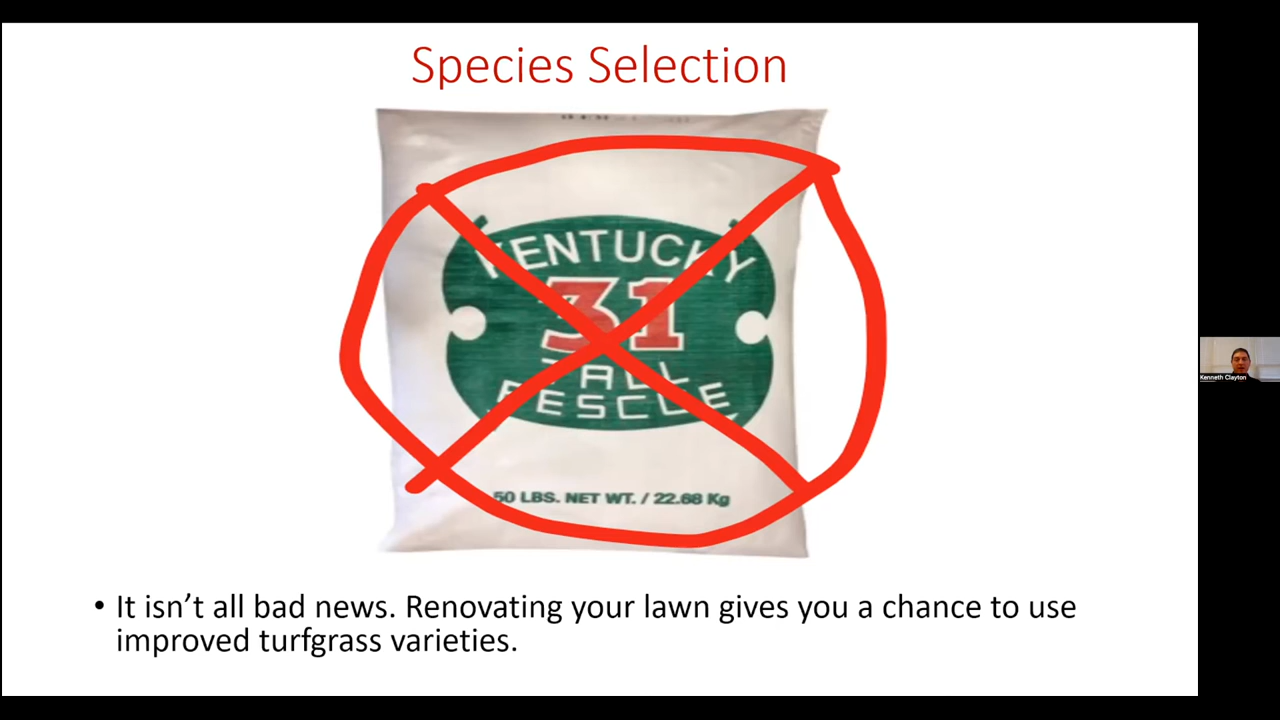 Species Selection
KENTUCKY
31
TALL
FESCUE
50 LBS. NET WT. / 22.68 Kg
• It isn’t all bad news. Renovating your lawn gives you a chance to use
improved turfgrass varieties.
Kenneth Clayton